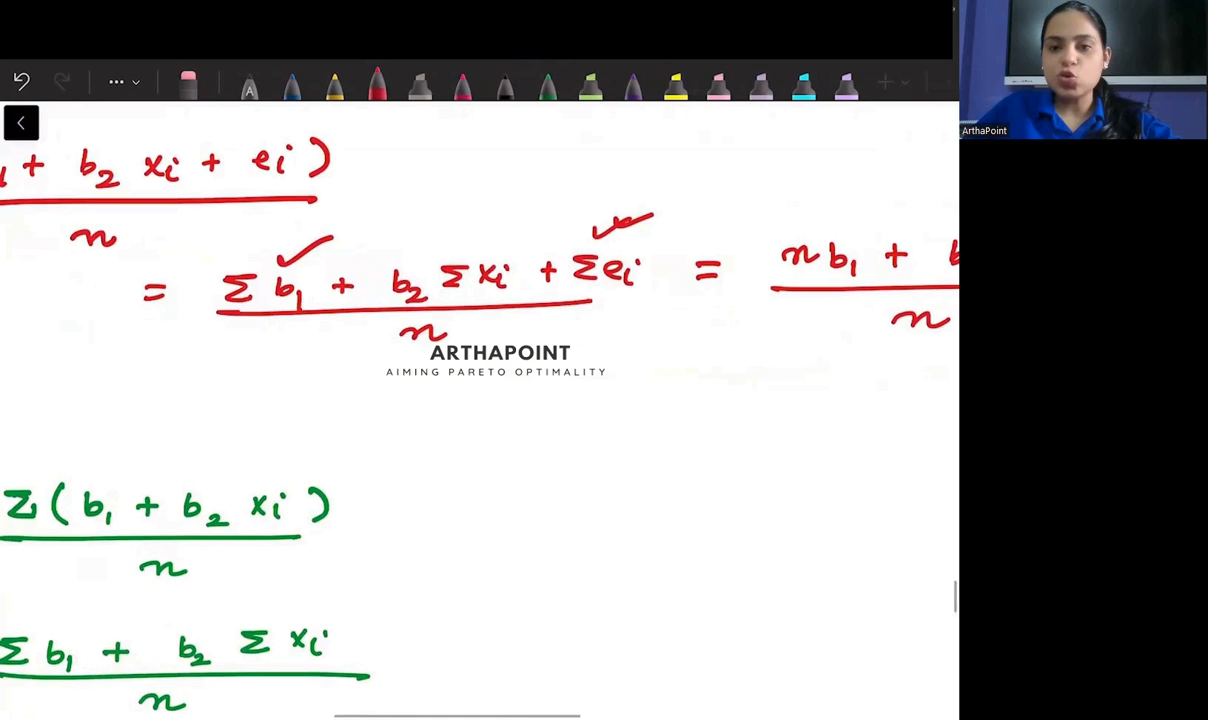 + b₂ xᵢ + eᵢ )
n
= Σ b₁ + b₂ Σ xᵢ + Σ eᵢ = n b₁ +
n n
ARTHAPOINT
AIMING PARETO OPTIMALITY
Σ ( b₁ + b₂ xᵢ )
n
Σ b₁ + b₂ Σ xᵢ
n
A
ArthaPoint